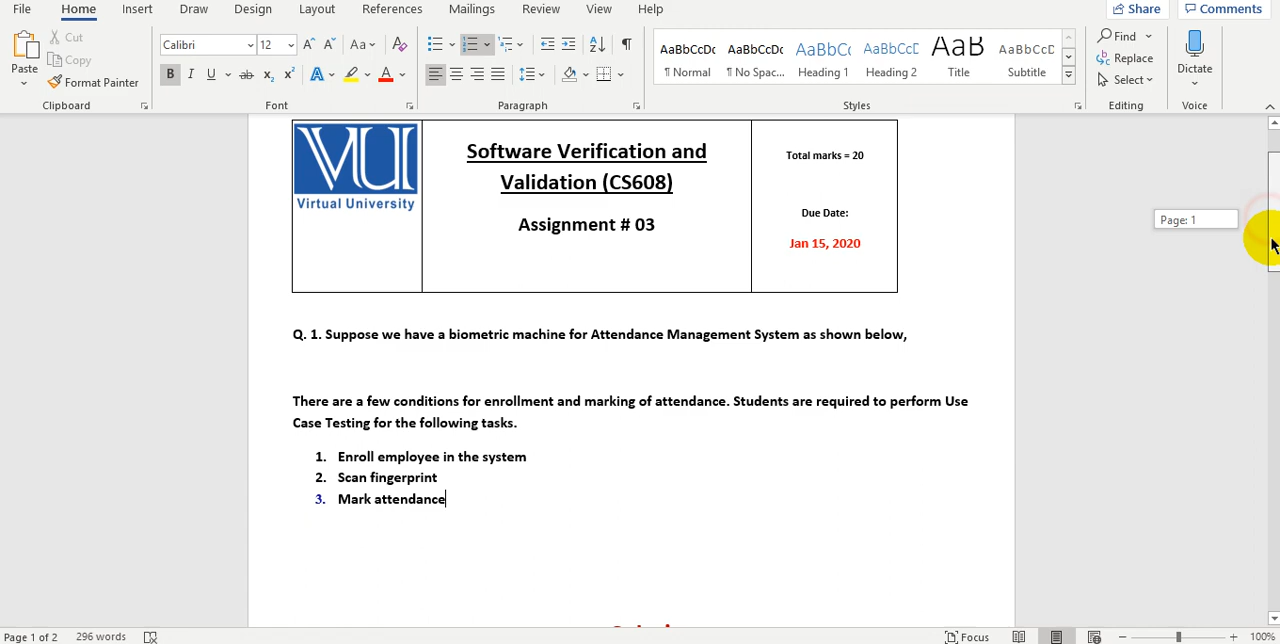 File Home Insert Draw Design Layout References Mailings Review View Help Share Comments
Cut
Copy
Paste
Format Painter
Calibri 12 Aa
Find
Replace
Select
Dictate
AaBbCcDc AaBbCcDc AaBbCc AaBbCcD AaB AaBbCcD
¶ Normal ¶ No Spac... Heading 1 Heading 2 Title Subtitle
Clipboard Font Paragraph Styles Editing Voice
VU
Virtual University
Software Verification and
Validation (CS608)
Assignment # 03
Total marks = 20
Due Date:
Jan 15, 2020
Page: 1
Q. 1. Suppose we have a biometric machine for Attendance Management System as shown below,
There are a few conditions for enrollment and marking of attendance. Students are required to perform Use
Case Testing for the following tasks.
1. Enroll employee in the system
2. Scan fingerprint
3. Mark attendance
Page 1 of 2 296 words Focus 100%